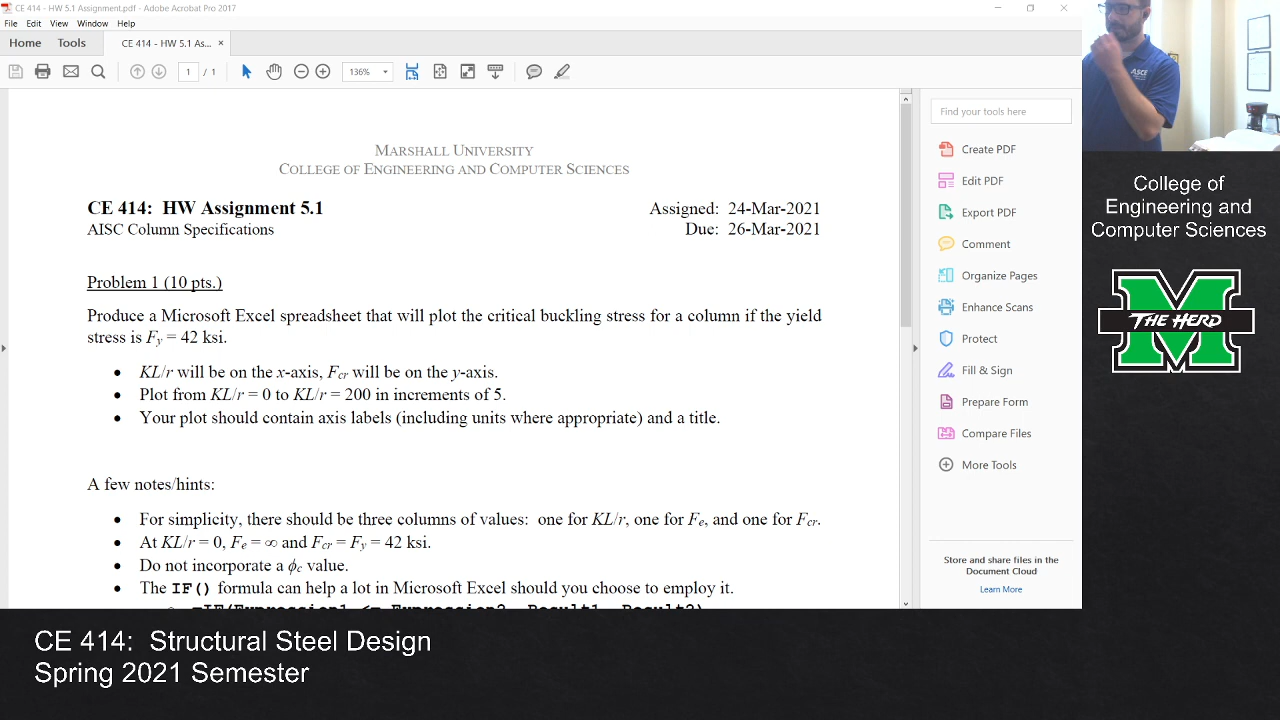 CE 414 - HW 5.1 Assignment.pdf - Adobe Acrobat Pro 2017
File Edit View Window Help
Home Tools CE 414 - HW 5.1 As... ×
1 / 1 136%
Find your tools here
MARSHALL UNIVERSITY
COLLEGE OF ENGINEERING AND COMPUTER SCIENCES
CE 414: HW Assignment 5.1 Assigned: 24-Mar-2021
AISC Column Specifications Due: 26-Mar-2021
Problem 1 (10 pts.)
Produce a Microsoft Excel spreadsheet that will plot the critical buckling stress for a column if the yield
stress is Fy = 42 ksi.
• KL/r will be on the x-axis, Fcr will be on the y-axis.
• Plot from KL/r = 0 to KL/r = 200 in increments of 5.
• Your plot should contain axis labels (including units where appropriate) and a title.
A few notes/hints:
• For simplicity, there should be three columns of values: one for KL/r, one for Fe, and one for Fcr.
• At KL/r = 0, Fe = ∞ and Fcr = Fy = 42 ksi.
• Do not incorporate a ϕc value.
• The IF() formula can help a lot in Microsoft Excel should you choose to employ it.
=IF(Expression1 <= Expression2, Result1, Result2)
Create PDF
Edit PDF
Export PDF
Comment
Organize Pages
Enhance Scans
Protect
Fill & Sign
Prepare Form
Compare Files
More Tools
Store and share files in the
Document Cloud
Learn More
ASCE
College of
Engineering and
Computer Sciences
THE HERD
CE 414: Structural Steel Design
Spring 2021 Semester